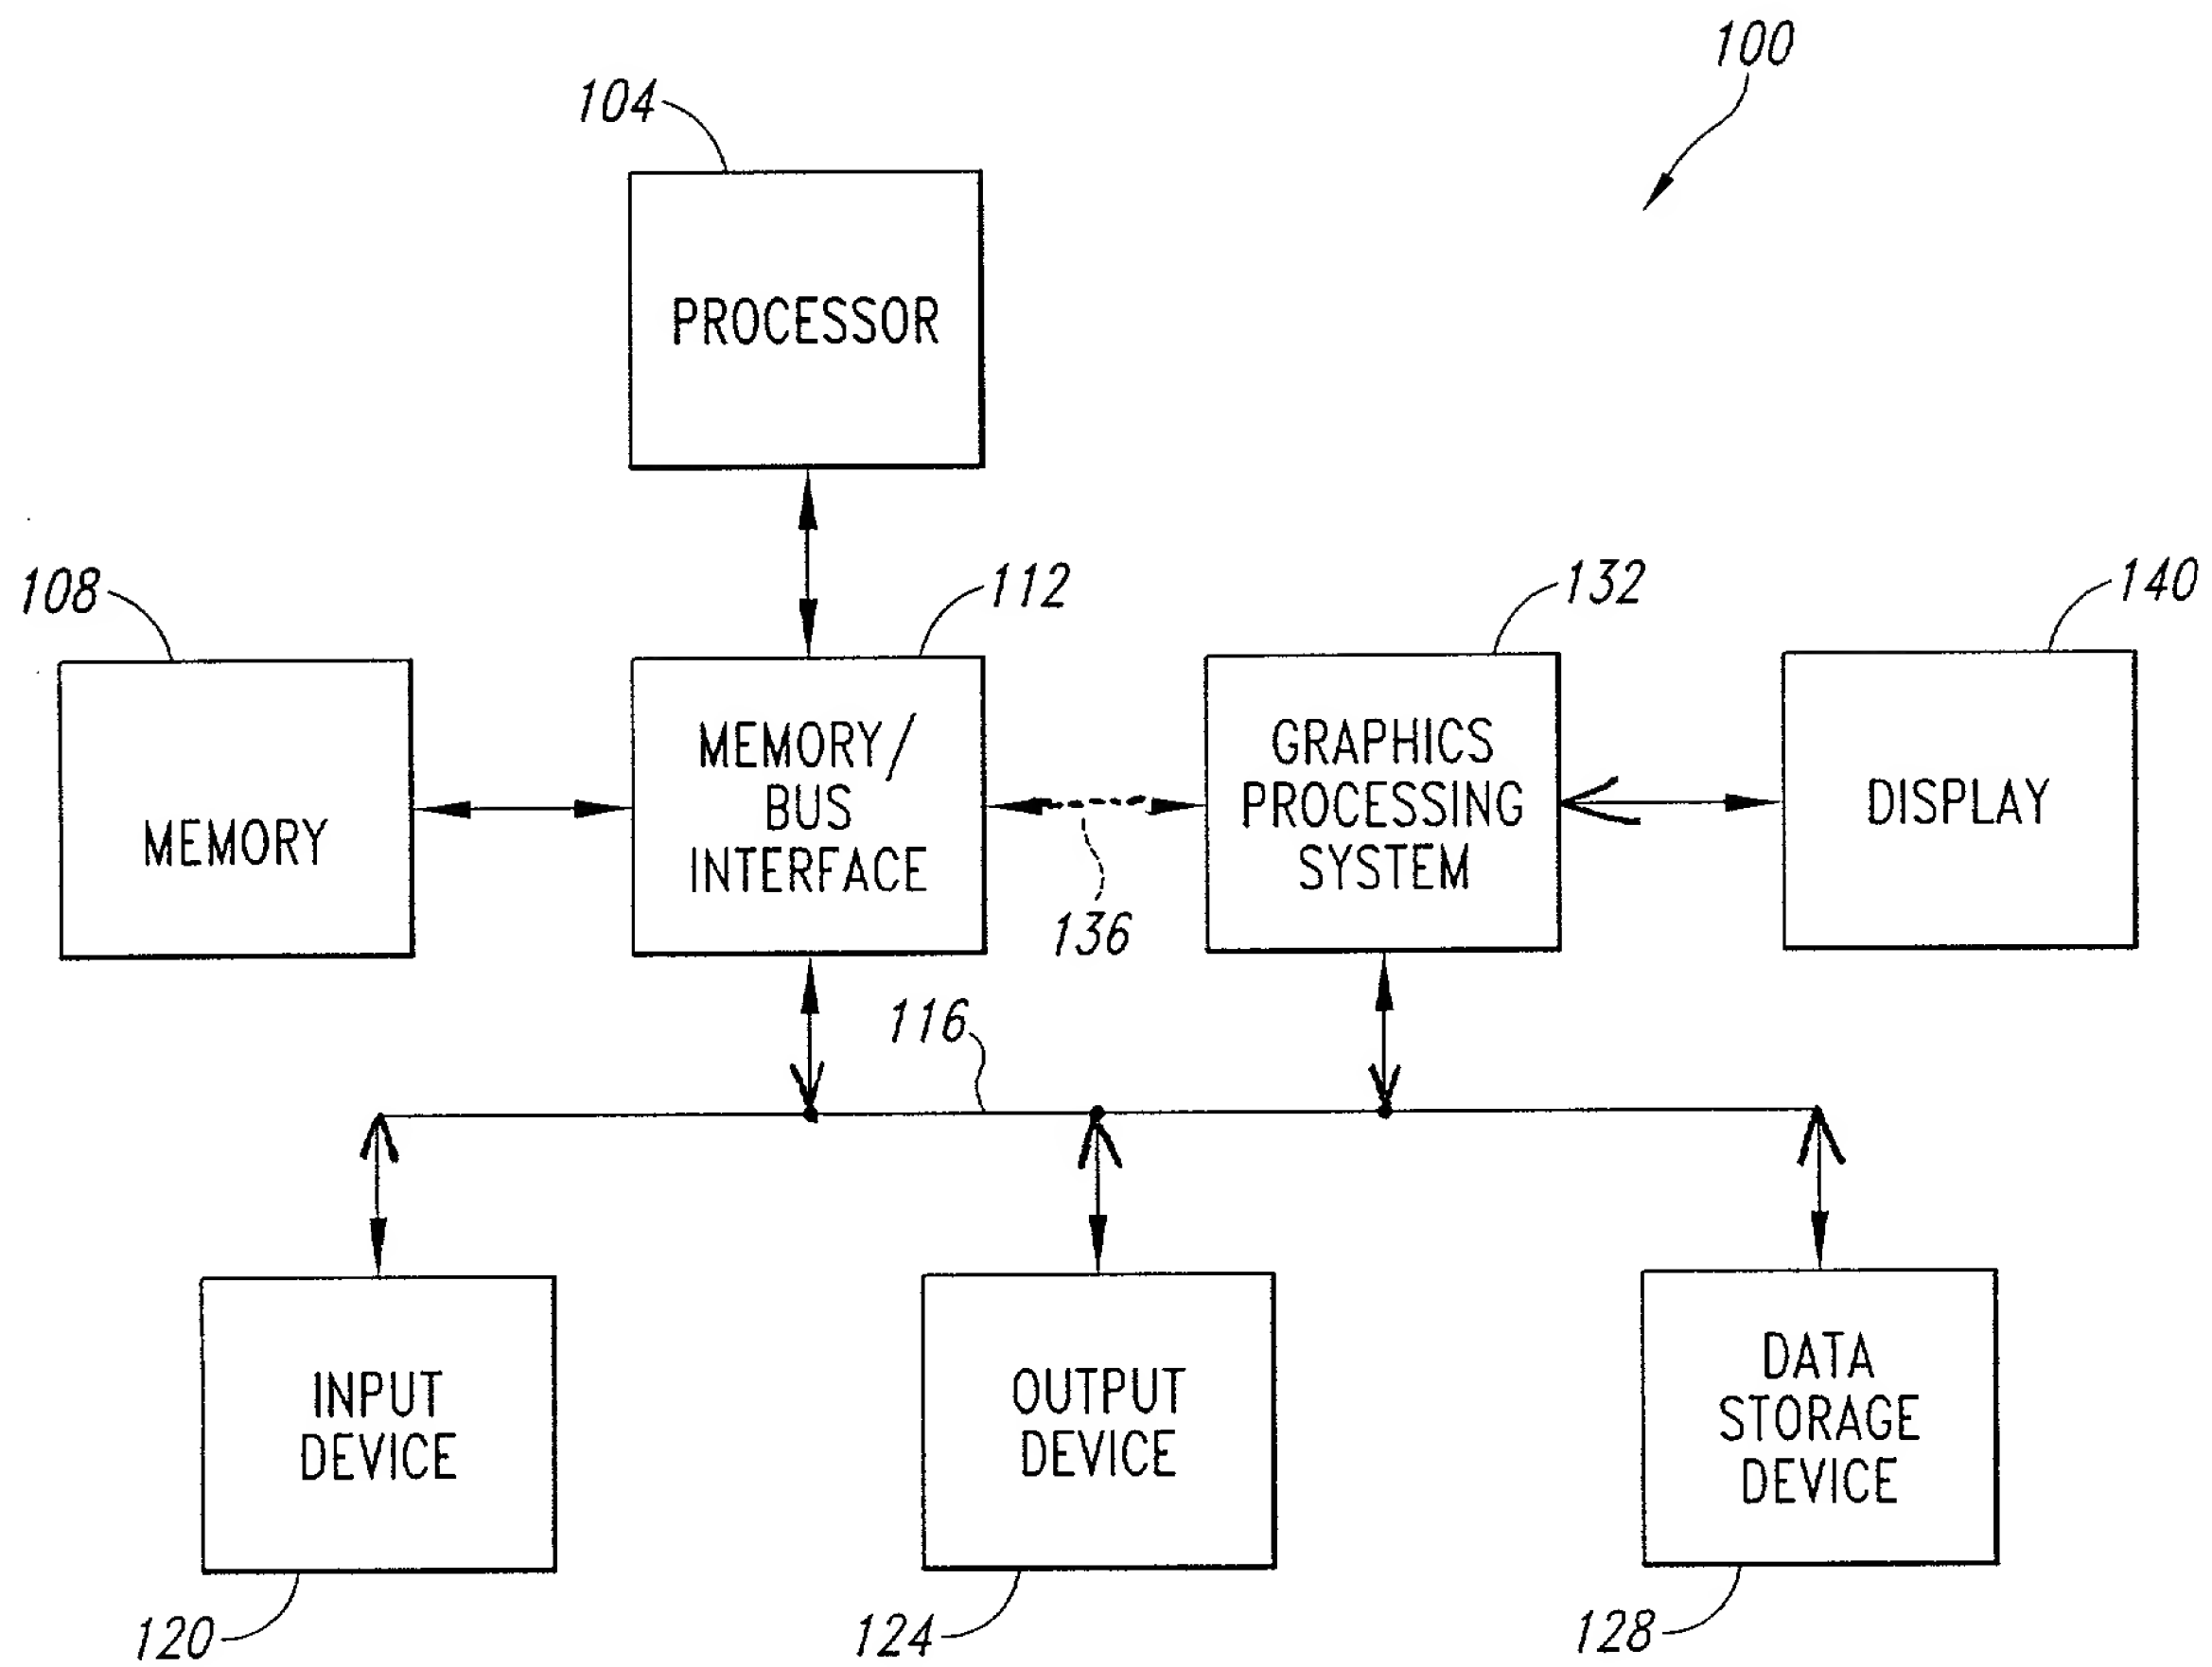 100
104
PROCESSOR
108
112
132
140
MEMORY
MEMORY/
BUS
INTERFACE
GRAPHICS
PROCESSING
SYSTEM
DISPLAY
136
116
INPUT
DEVICE
OUTPUT
DEVICE
DATA
STORAGE
DEVICE
120
124
128